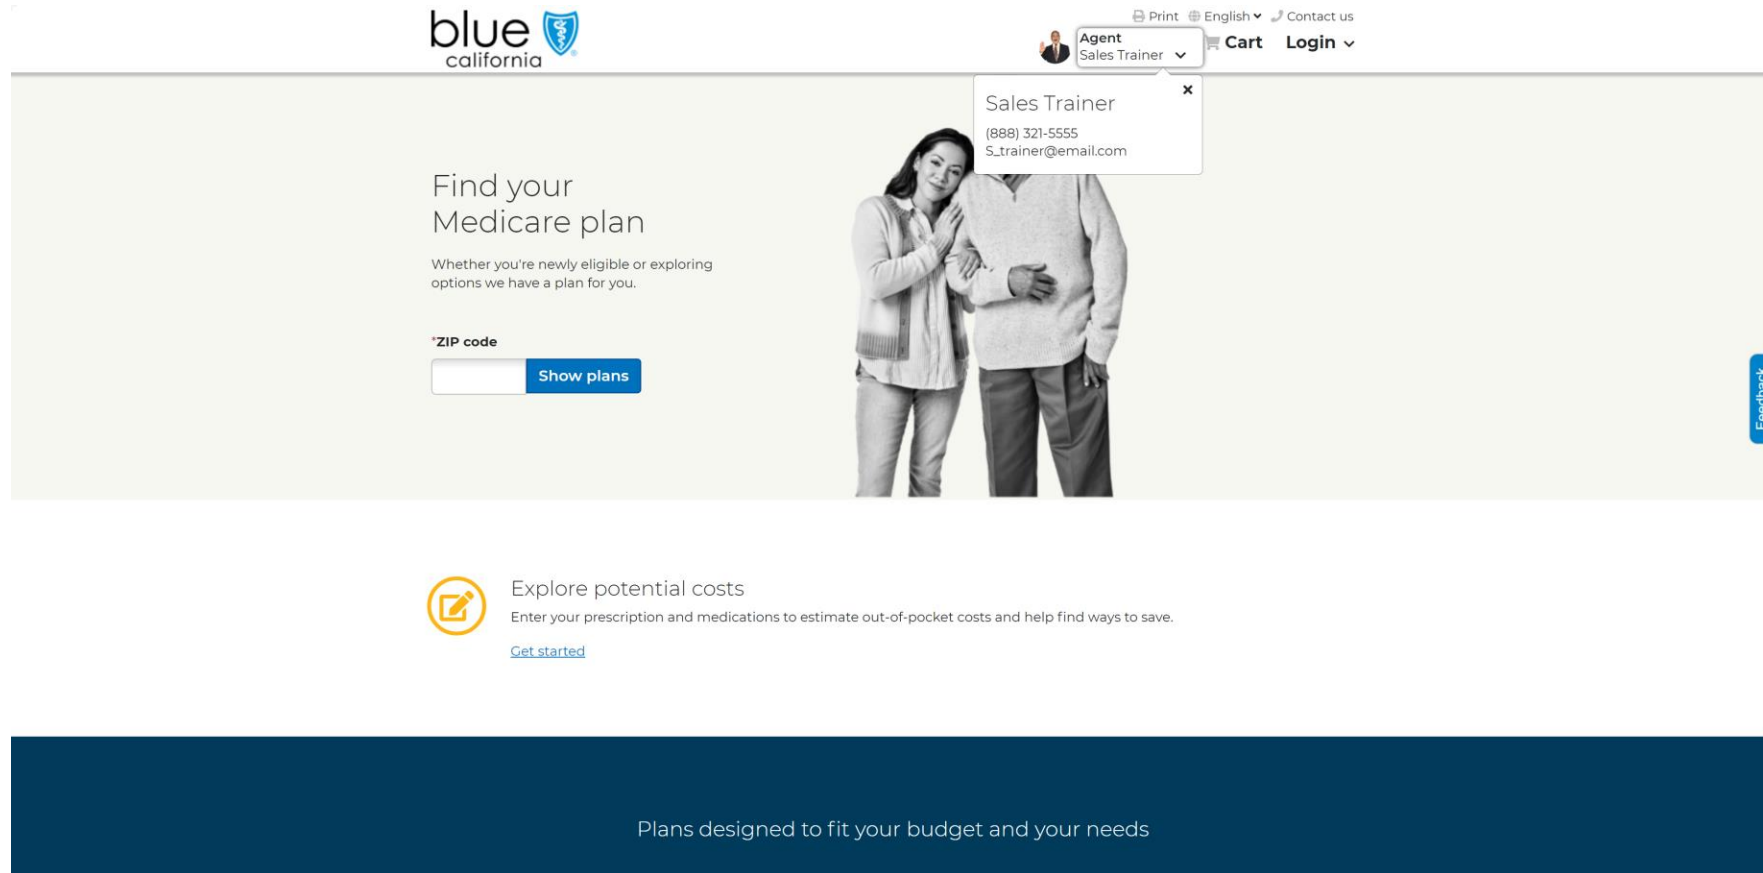 blue
california
Print English Contact us
Agent
Sales Trainer
Cart Login
Sales Trainer
(888) 321-5555
S_trainer@email.com
Find your
Medicare plan
Whether you're newly eligible or exploring
options we have a plan for you.
*ZIP code
Show plans
Feedback
Explore potential costs
Enter your prescription and medications to estimate out-of-pocket costs and help find ways to save.
Get started
Plans designed to fit your budget and your needs